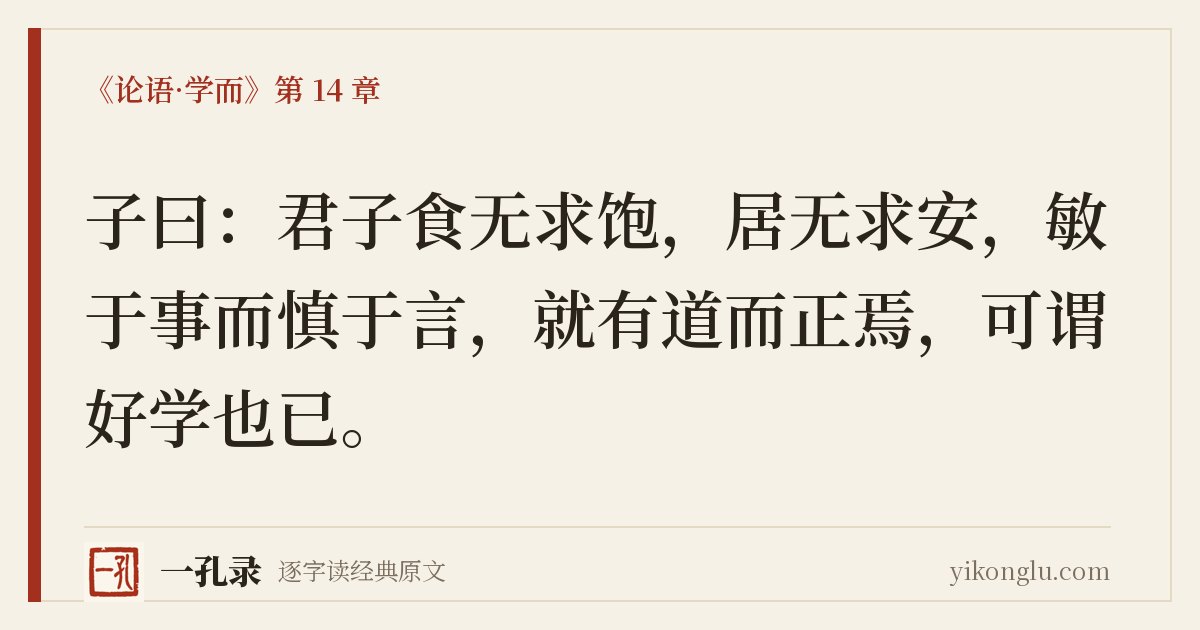 《论语·学而》第 14 章
子曰：君子食无求饱，居无求安，敏
于事而慎于言，就有道而正焉，可谓
好学也已。
一孔
一孔录 逐字读经典原文 yikonglu.com